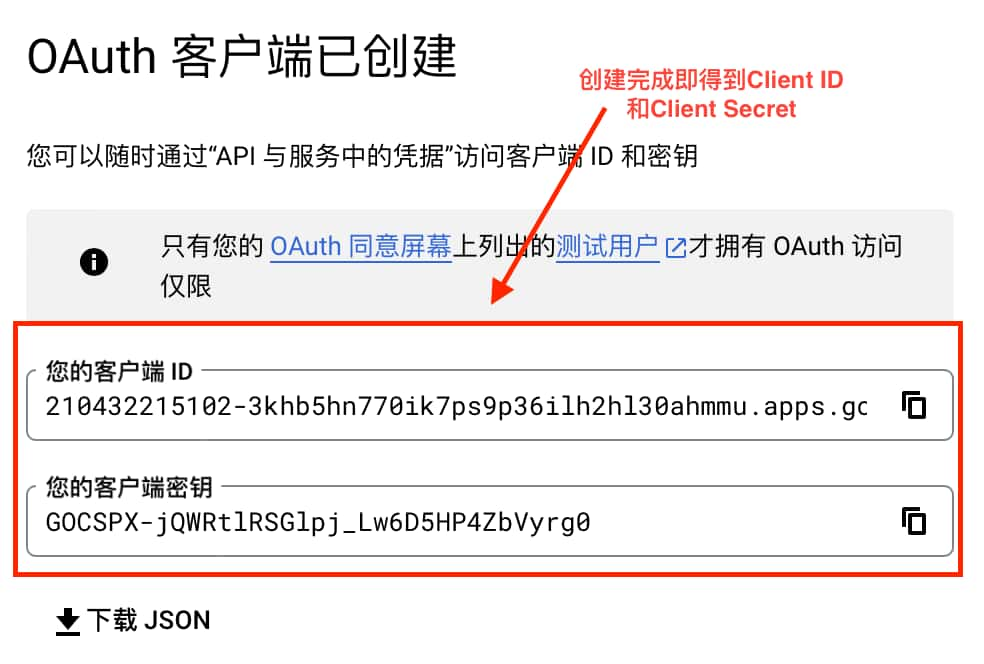 OAuth 客户端已创建
创建完成即得到Client ID
和Client Secret
您可以随时通过“API 与服务中的凭据”访问客户端 ID 和密钥
只有您的 OAuth 同意屏幕上列出的测试用户才拥有 OAuth 访问
仅限
您的客户端 ID
210432215102-3khb5hn770ik7ps9p36ilh2hl30ahmmu.apps.go
您的客户端密钥
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
下载 JSON